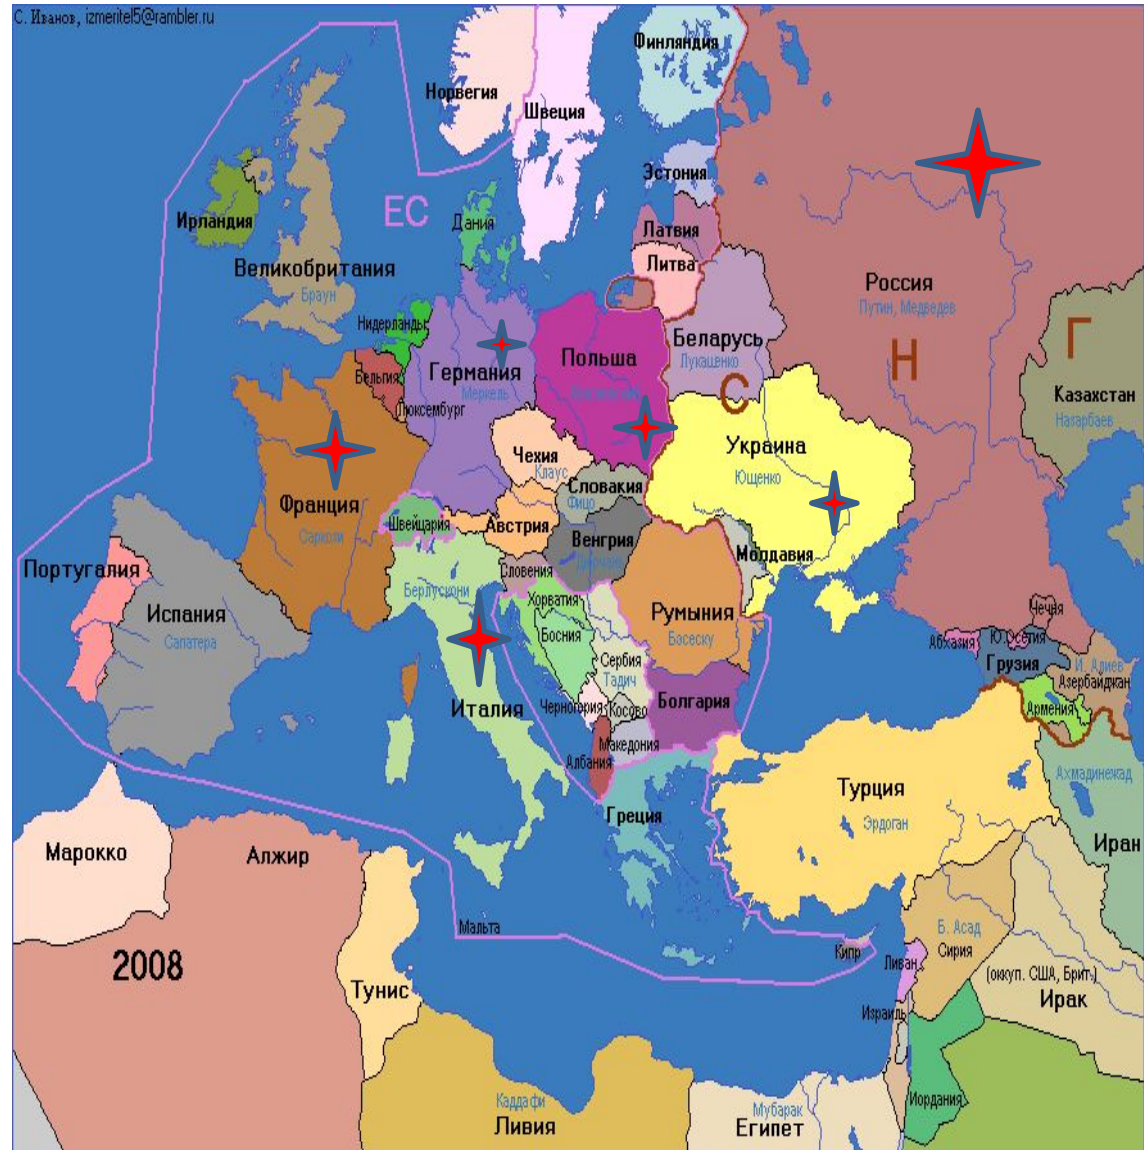 С. Иванов, izmeritel5@rambler.ru
Финляндия
Норвегия
Швеция
Эстония
ЕС
Ирландия
Дания
Латвия
Литва
Великобритания
Браун
Россия
Путин, Медведев
Нидерланды
Беларусь
Лукашенко
Н
Г
Казахстан
Назарбаев
Польша
Германия
Меркель
Бельгия
Люксембург
С
Украина
Ющенко
Чехия
Клаус
Словакия
Фицо
Франция
Саркози
Швейцария
Австрия
Венгрия
Молдавия
Португалия
Словения
Берлускони
Хорватия
Испания
Сапатера
Румыния
Басеску
Босния
Чечня
Абхазия
Ю.Осетия
Грузия
И. Алиев
Азербайджан
Сербия
Тадич
Италия
Черногория
Косово
Болгария
Армения
Македония
Албания
Ахмадинежад
Турция
Эрдоган
Греция
Иран
Марокко
Алжир
Мальта
Кипр
Б. Асад
Сирия
Ливан
2008
Тунис
(оккуп. США, Брит.)
Ирак
Израиль
Иордания
Каддафи
Ливия
Мубарак
Египет